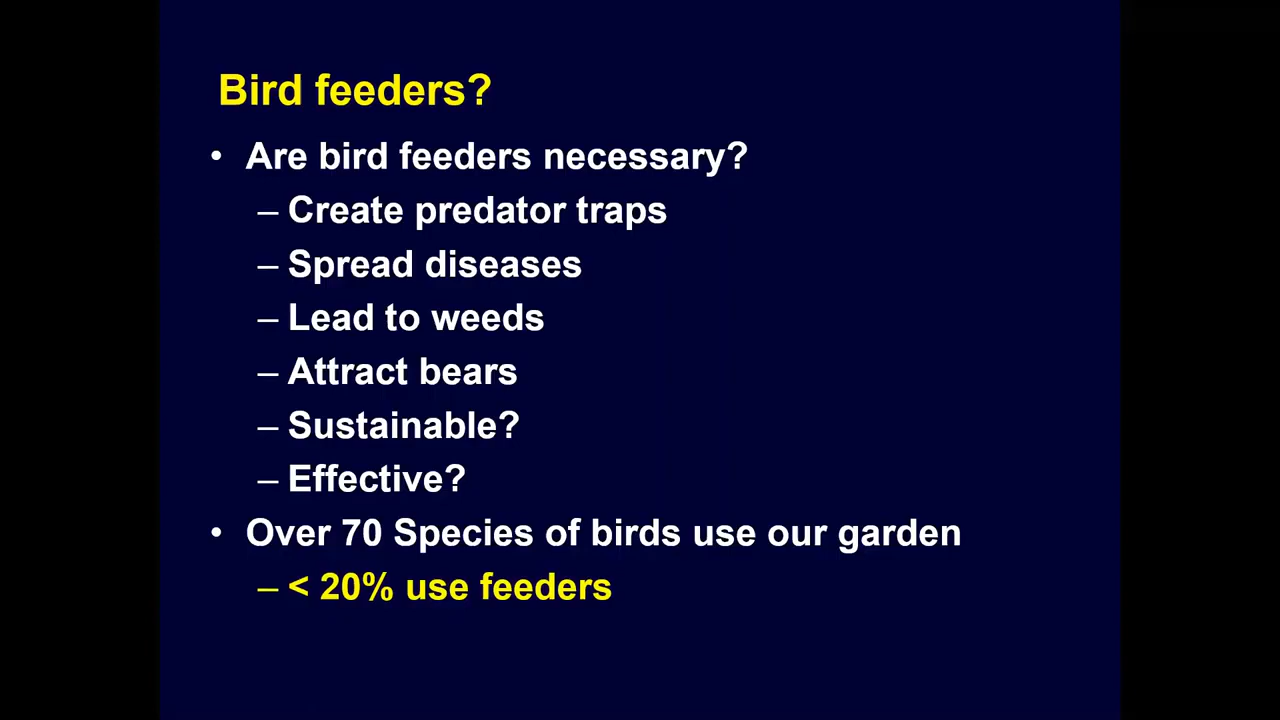 Bird feeders?
• Are bird feeders necessary?
– Create predator traps
– Spread diseases
– Lead to weeds
– Attract bears
– Sustainable?
– Effective?
• Over 70 Species of birds use our garden
– < 20% use feeders